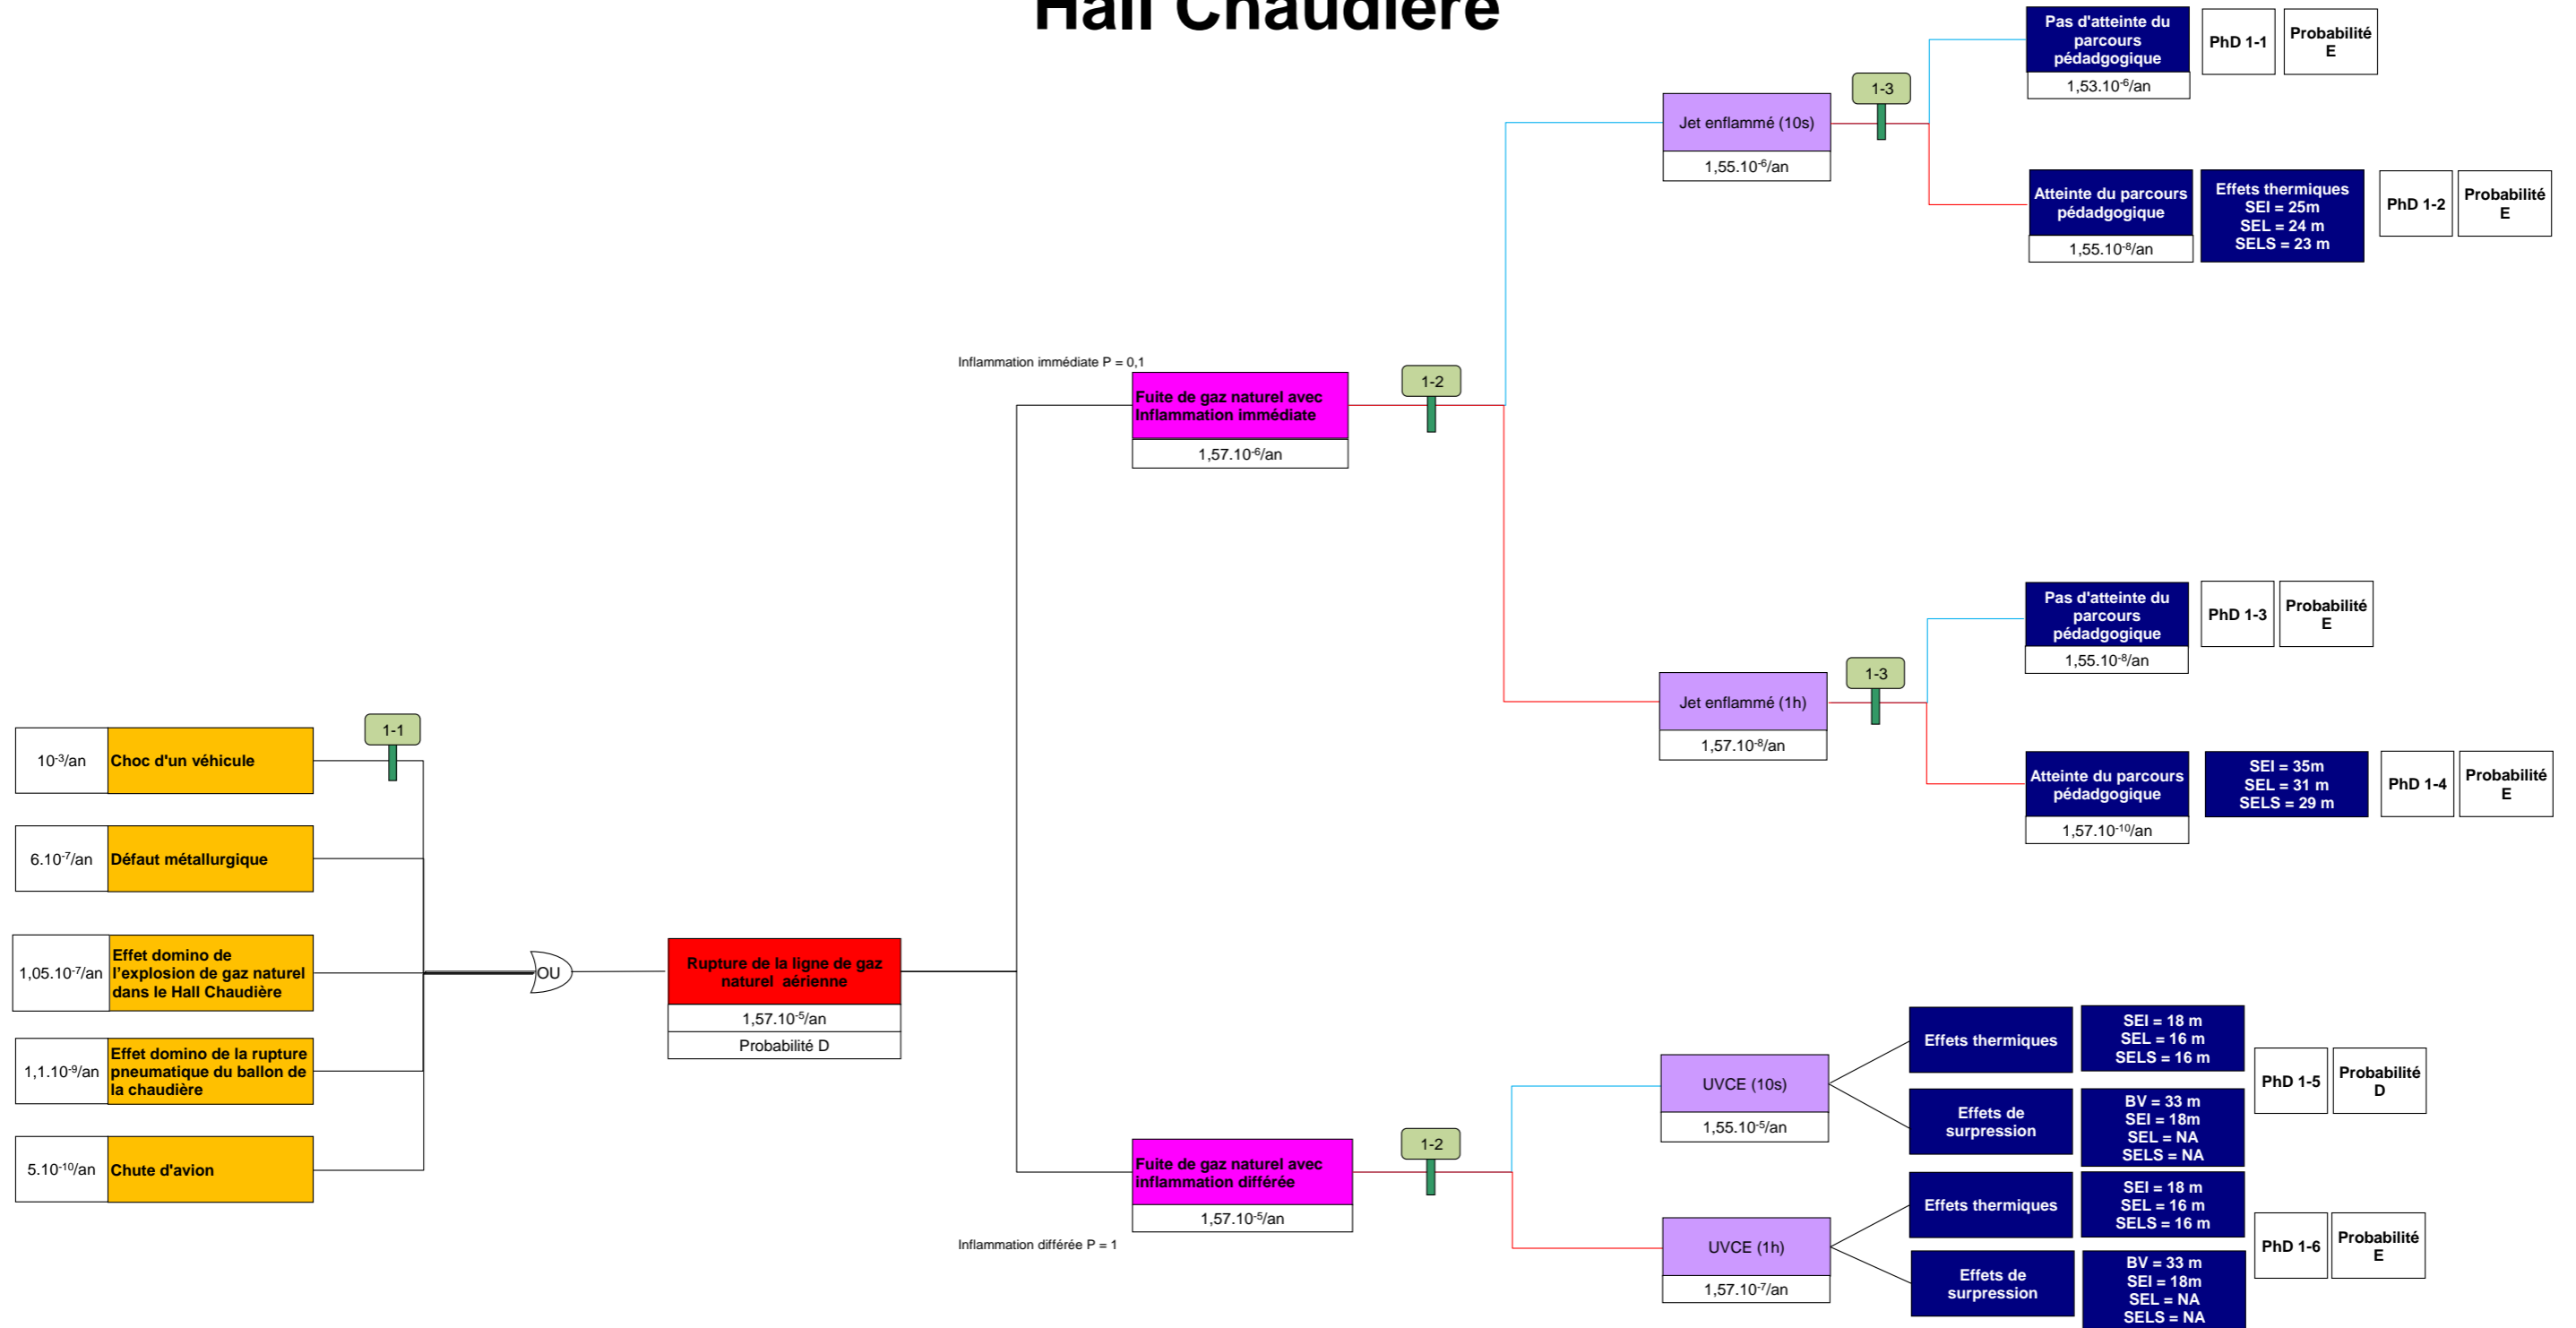 Hall Chaudière
Pas d'atteinte du
parcours
pédadgogique
1,53.10-6/an
PhD 1-1
Probabilité
E
1-3
Jet enflammé (10s)
1,55.10-6/an
Atteinte du parcours
pédadgogique
1,55.10-8/an
Effets thermiques
SEI = 25m
SEL = 24 m
SELS = 23 m
PhD 1-2
Probabilité
E
Inflammation immédiate P = 0,1
Fuite de gaz naturel avec
Inflammation immédiate
1,57.10-6/an
1-2
Pas d'atteinte du
parcours
pédadgogique
1,55.10-8/an
PhD 1-3
Probabilité
E
1-3
Jet enflammé (1h)
1,57.10-8/an
Atteinte du parcours
pédadgogique
1,57.10-10/an
SEI = 35m
SEL = 31 m
SELS = 29 m
PhD 1-4
Probabilité
E
1-1
10-3/an
Choc d'un véhicule
6.10-7/an
Défaut métallurgique
1,05.10-7/an
Effet domino de
l’explosion de gaz naturel
dans le Hall Chaudière
1,1.10-9/an
Effet domino de la rupture
pneumatique du ballon de
la chaudière
5.10-10/an
Chute d'avion
OU
Rupture de la ligne de gaz
naturel aérienne
1,57.10-5/an
Probabilité D
Fuite de gaz naturel avec
inflammation différée
1,57.10-5/an
Inflammation différée P = 1
1-2
UVCE (10s)
1,55.10-5/an
Effets thermiques
SEI = 18 m
SEL = 16 m
SELS = 16 m
Effets de
surpression
BV = 33 m
SEI = 18m
SEL = NA
SELS = NA
PhD 1-5
Probabilité
D
UVCE (1h)
1,57.10-7/an
Effets thermiques
SEI = 18 m
SEL = 16 m
SELS = 16 m
Effets de
surpression
BV = 33 m
SEI = 18m
SEL = NA
SELS = NA
PhD 1-6
Probabilité
E